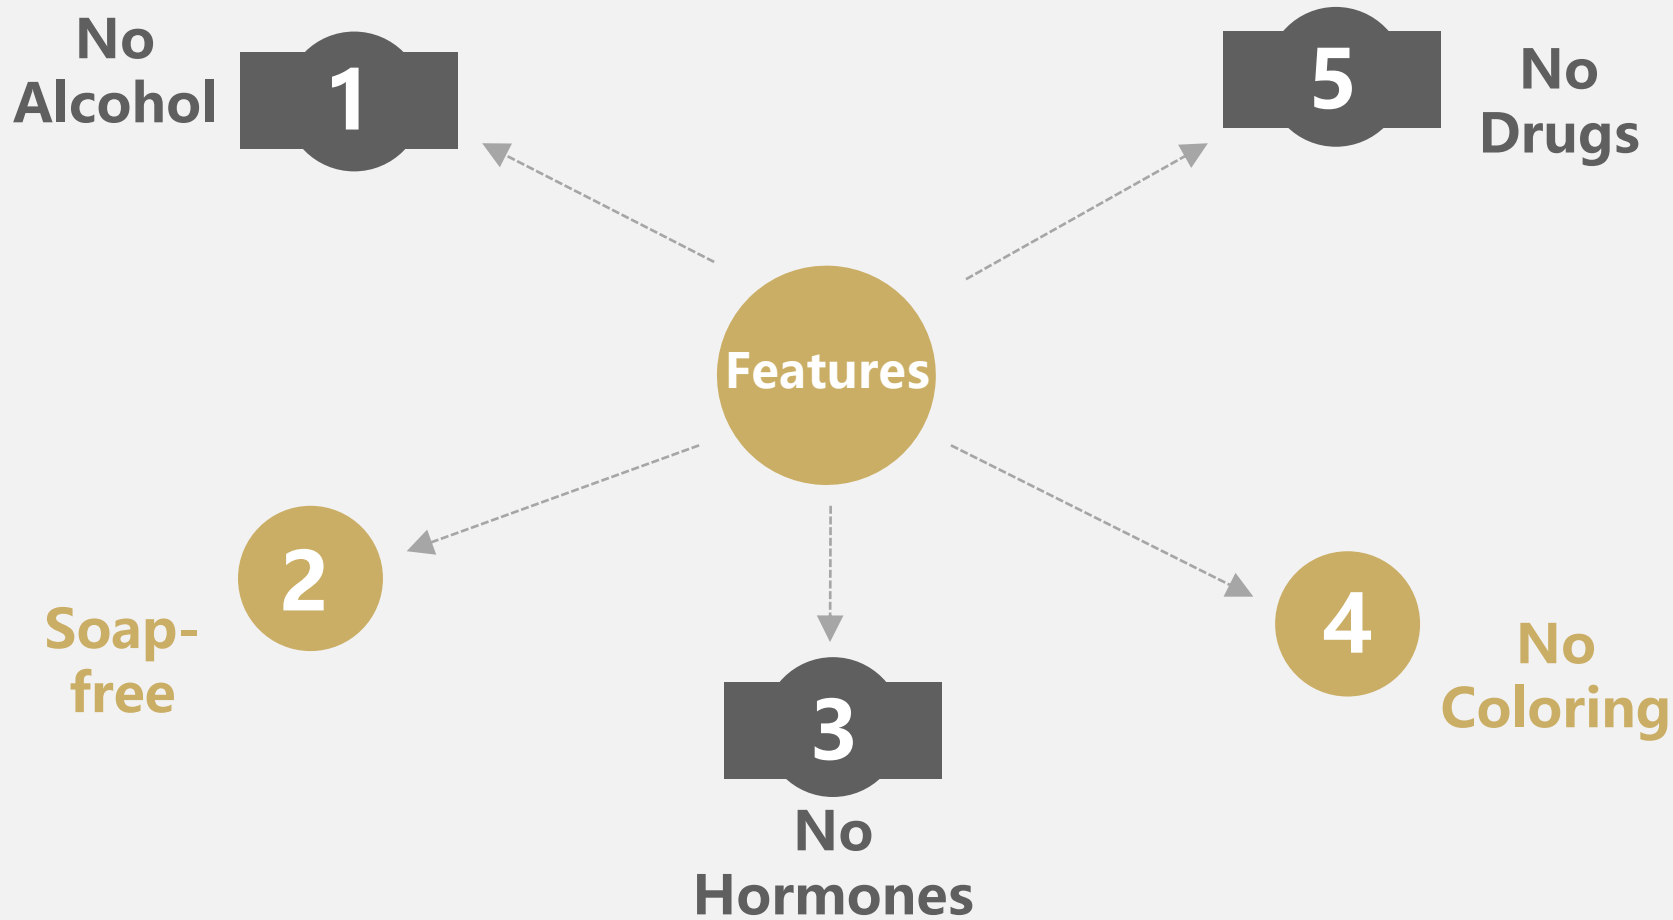 No
Alcohol
1
5
No
Drugs
Features
2
Soap-
free
3
No
Hormones
4
No
Coloring